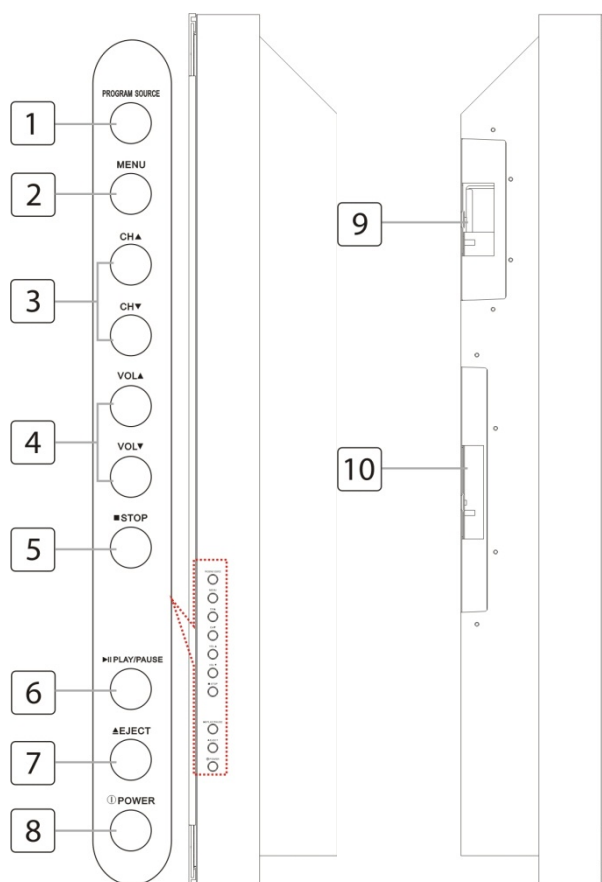 PROGRAM SOURCE
1
MENU
2
CH▲
3
CH▼
VOL▲
4
VOL▼
■STOP
5
▶II PLAY/PAUSE
6
▲EJECT
7
ⒾPOWER
8
9
10